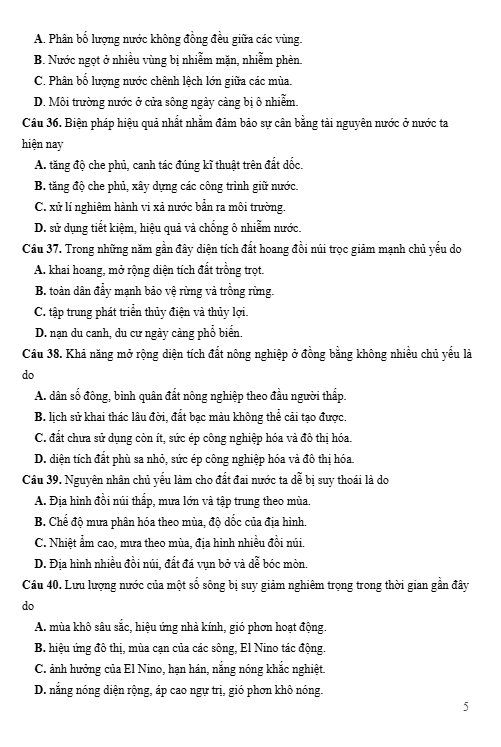 A. Phân bố lượng nước không đồng đều giữa các vùng.
B. Nước ngọt ở nhiều vùng bị nhiễm mặn, nhiễm phèn.
C. Phân bố lượng nước chênh lệch lớn giữa các mùa.
D. Môi trường nước ở cửa sông ngày càng bị ô nhiễm.
Câu 36. Biện pháp hiệu quả nhất nhằm đảm bảo sự cân bằng tài nguyên nước ở nước ta
hiện nay
A. tăng độ che phủ, canh tác đúng kĩ thuật trên đất dốc.
B. tăng độ che phủ, xây dựng các công trình giữ nước.
C. xử lí nghiêm hành vi xả nước bẩn ra môi trường.
D. sử dụng tiết kiệm, hiệu quả và chống ô nhiễm nước.
Câu 37. Trong những năm gần đây diện tích đất hoang đồi núi trọc giảm mạnh chủ yếu do
A. khai hoang, mở rộng diện tích đất trồng trọt.
B. toàn dân đẩy mạnh bảo vệ rừng và trồng rừng.
C. tập trung phát triển thủy điện và thủy lợi.
D. nạn du canh, du cư ngày càng phổ biến.
Câu 38. Khả năng mở rộng diện tích đất nông nghiệp ở đồng bằng không nhiều chủ yếu là
do
A. dân số đông, bình quân đất nông nghiệp theo đầu người thấp.
B. lịch sử khai thác lâu đời, đất bạc màu không thể cải tạo được.
C. đất chưa sử dụng còn ít, sức ép công nghiệp hóa và đô thị hóa.
D. diện tích đất phù sa nhỏ, sức ép công nghiệp hóa và đô thị hóa.
Câu 39. Nguyên nhân chủ yếu làm cho đất đai nước ta dễ bị suy thoái là do
A. Địa hình đồi núi thấp, mưa lớn và tập trung theo mùa.
B. Chế độ mưa phân hóa theo mùa, độ dốc của địa hình.
C. Nhiệt ẩm cao, mưa theo mùa, địa hình nhiều đồi núi.
D. Địa hình nhiều đồi núi, đất đá vụn bở và dễ bóc mòn.
Câu 40. Lưu lượng nước của một số sông bị suy giảm nghiêm trọng trong thời gian gần đây
do
A. mùa khô sâu sắc, hiệu ứng nhà kính, gió phơn hoạt động.
B. hiệu ứng đô thị, mùa cạn của các sông, El Nino tác động.
C. ảnh hưởng của El Nino, hạn hán, nắng nóng khắc nghiệt.
D. nắng nóng diện rộng, áp cao ngự trị, gió phơn khô nóng.
5